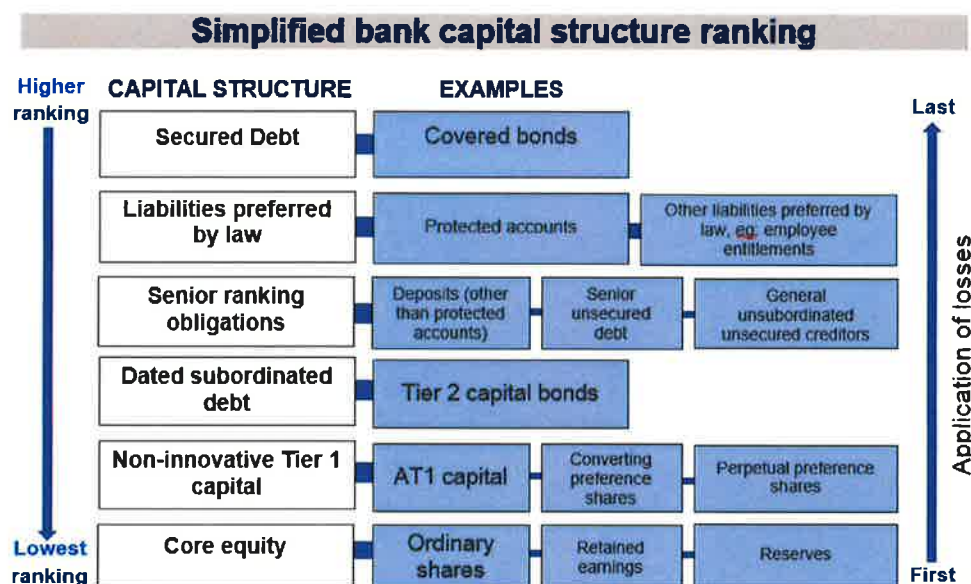 Simplified bank capital structure ranking
Higher
ranking
CAPITAL STRUCTURE
EXAMPLES
Last
Secured Debt
Covered bonds
Liabilities preferred
by law
Protected accounts
Other liabilities preferred by
law, eg: employee
entitlements
Senior ranking
obligations
Deposits (other
than protected
accounts)
Senior
unsecured
debt
General
unsubordinated
unsecured creditors
Dated subordinated
debt
Tier 2 capital bonds
Non-innovative Tier 1
capital
AT1 capital
Converting
preference
shares
Perpetual preference
shares
Core equity
Ordinary
shares
Retained
earnings
Reserves
Lowest
ranking
First
Application of losses